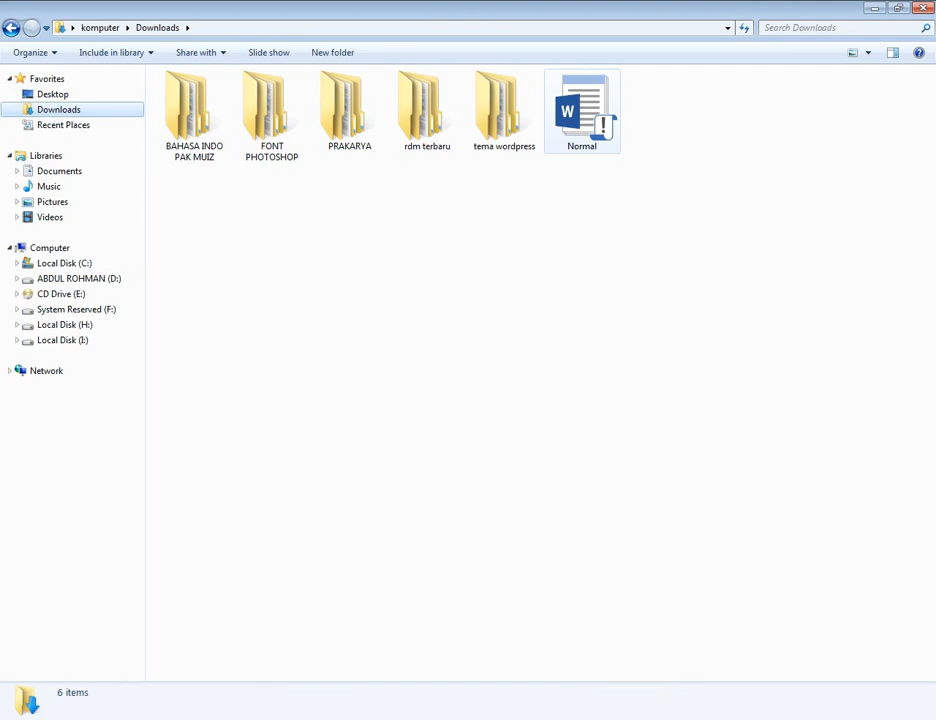 komputer Downloads
Search Downloads
Organize Include in library Share with Slide show New folder
Favorites
Desktop
Downloads
Recent Places
Libraries
Documents
Music
Pictures
Videos
Computer
Local Disk (C:)
ABDUL ROHMAN (D:)
CD Drive (E:)
System Reserved (F:)
Local Disk (H:)
Local Disk (I:)
Network
BAHASA INDO
PAK MUIZ
FONT
PHOTOSHOP
PRAKARYA
rdm terbaru
tema wordpress
W
Normal
6 items